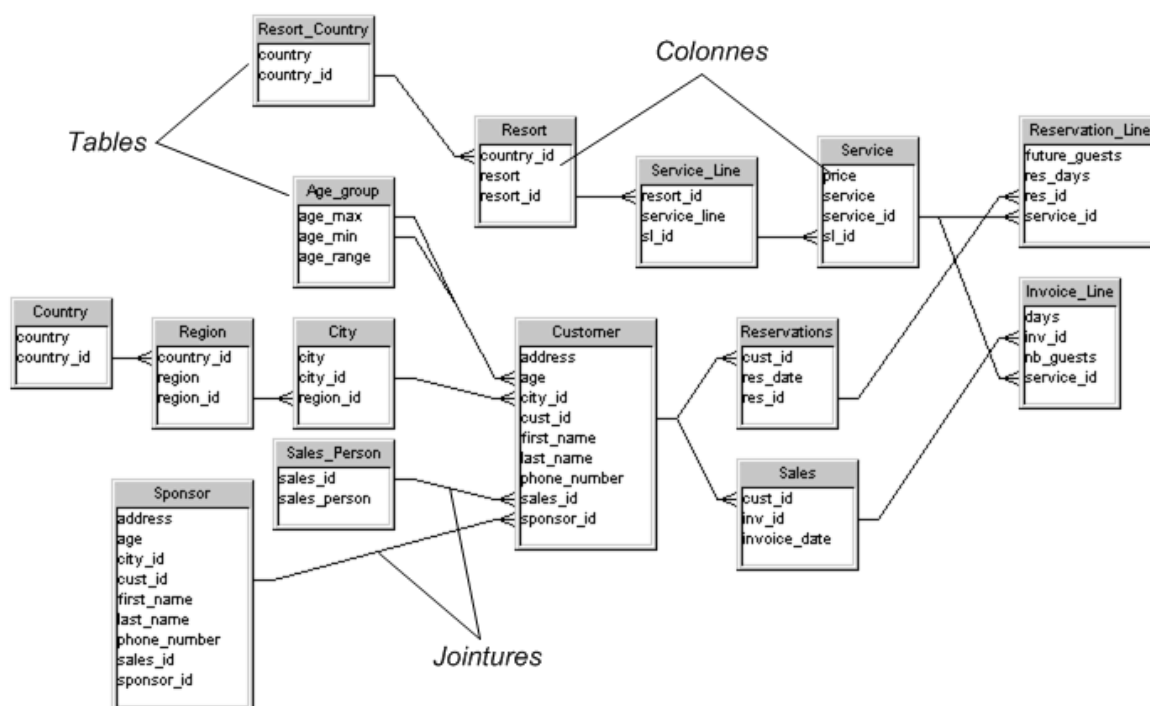 Resort_Country
country
country_id
Colonnes
Tables
Resort
country_id
resort
resort_id
Service_Line
resort_id
service_line
sl_id
Service
price
service
service_id
sl_id
Reservation_Line
future_guests
res_days
res_id
service_id
Age_group
age_max
age_min
age_range
Country
country
country_id
Region
country_id
region
region_id
City
city
city_id
region_id
Customer
address
age
city_id
cust_id
first_name
last_name
phone_number
sales_id
sponsor_id
Reservations
cust_id
res_date
res_id
Invoice_Line
days
inv_id
nb_guests
service_id
Sales_Person
sales_id
sales_person
Sales
cust_id
inv_id
invoice_date
Sponsor
address
age
city_id
cust_id
first_name
last_name
phone_number
sales_id
sponsor_id
Jointures